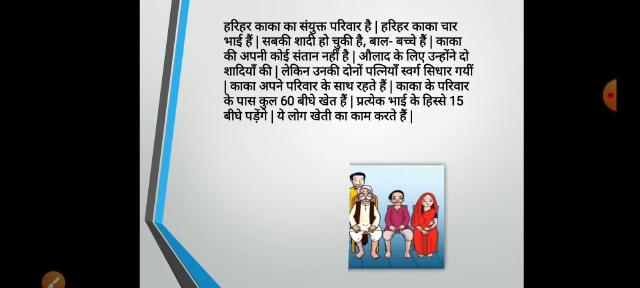 हरिहर काका का संयुक्त परिवार है | हरिहर काका चार
भाई हैं | सबकी शादी हो चुकी है, बाल- बच्चे हैं | काका
की अपनी कोई संतान नहीं है | औलाद के लिए उन्होंने दो
शादियाँ की | लेकिन उनकी दोनों पत्नियाँ स्वर्ग सिधार गयीं
| काका अपने परिवार के साथ रहते हैं | काका के परिवार
के पास कुल 60 बीघे खेत हैं | प्रत्येक भाई के हिस्से 15
बीघे पड़ेंगे | ये लोग खेती का काम करते हैं |